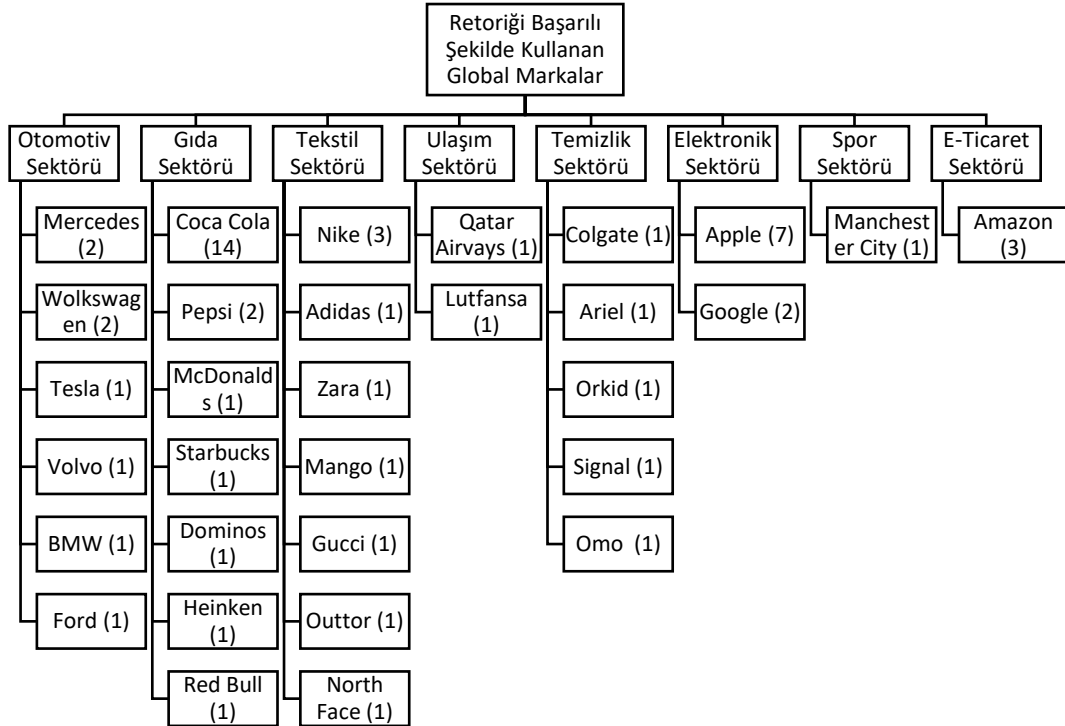 Retoriği Başarılı
Şekilde Kullanan
Global Markalar
Otomotiv
Sektörü
Mercedes
(2)
Wolkswag
en (2)
Tesla (1)
Volvo (1)
BMW (1)
Ford (1)
Gıda
Sektörü
Coca Cola
(14)
Pepsi (2)
McDonald
s (1)
Starbucks
(1)
Dominos
(1)
Heinken
(1)
Red Bull
(1)
Tekstil
Sektörü
Nike (3)
Adidas (1)
Zara (1)
Mango (1)
Gucci (1)
Outtor (1)
North
Face (1)
Ulaşım
Sektörü
Qatar
Airvays (1)
Lutfansa
(1)
Temizlik
Sektörü
Colgate (1)
Ariel (1)
Orkid (1)
Signal (1)
Omo (1)
Elektronik
Sektörü
Apple (7)
Google (2)
Spor
Sektörü
Manchest
er City (1)
E-Ticaret
Sektörü
Amazon
(3)